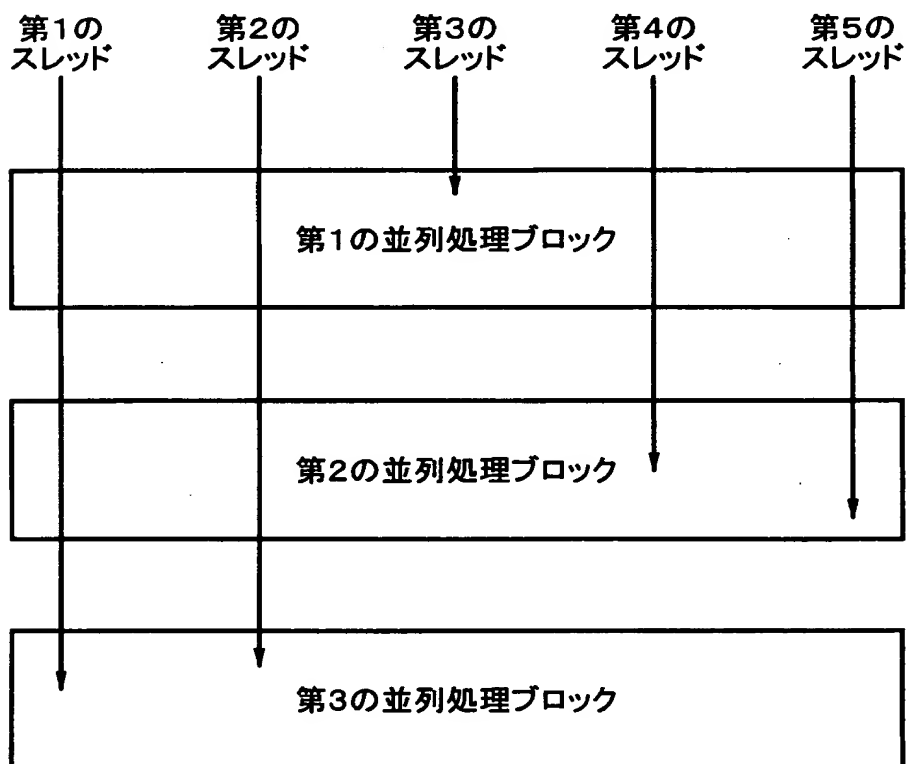 第1の
スレッド
第2の
スレッド
第3の
スレッド
第4の
スレッド
第5の
スレッド
第1の並列処理ブロック
第2の並列処理ブロック
第3の並列処理ブロック